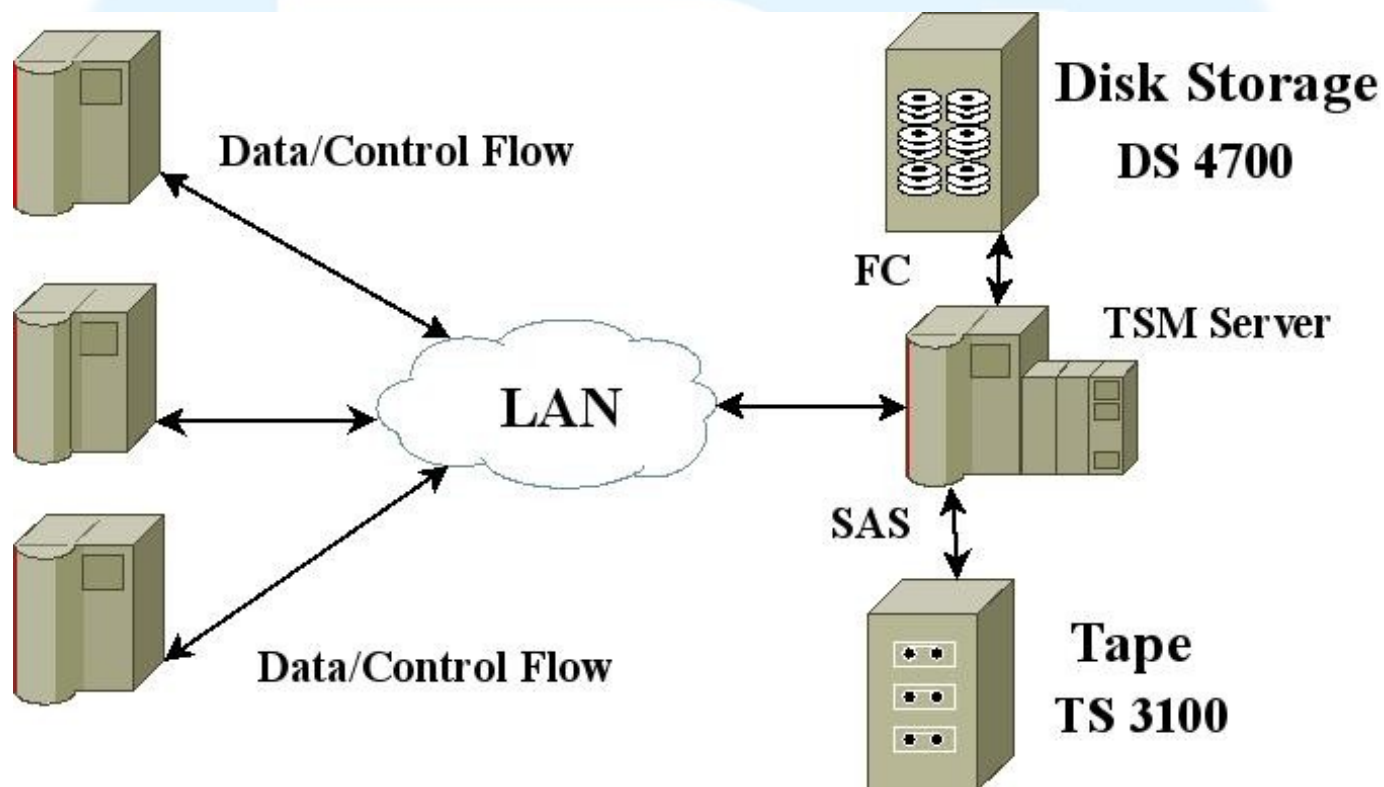 Disk Storage
DS 4700
Data/Control Flow
FC
TSM Server
LAN
SAS
Data/Control Flow
Tape
TS 3100